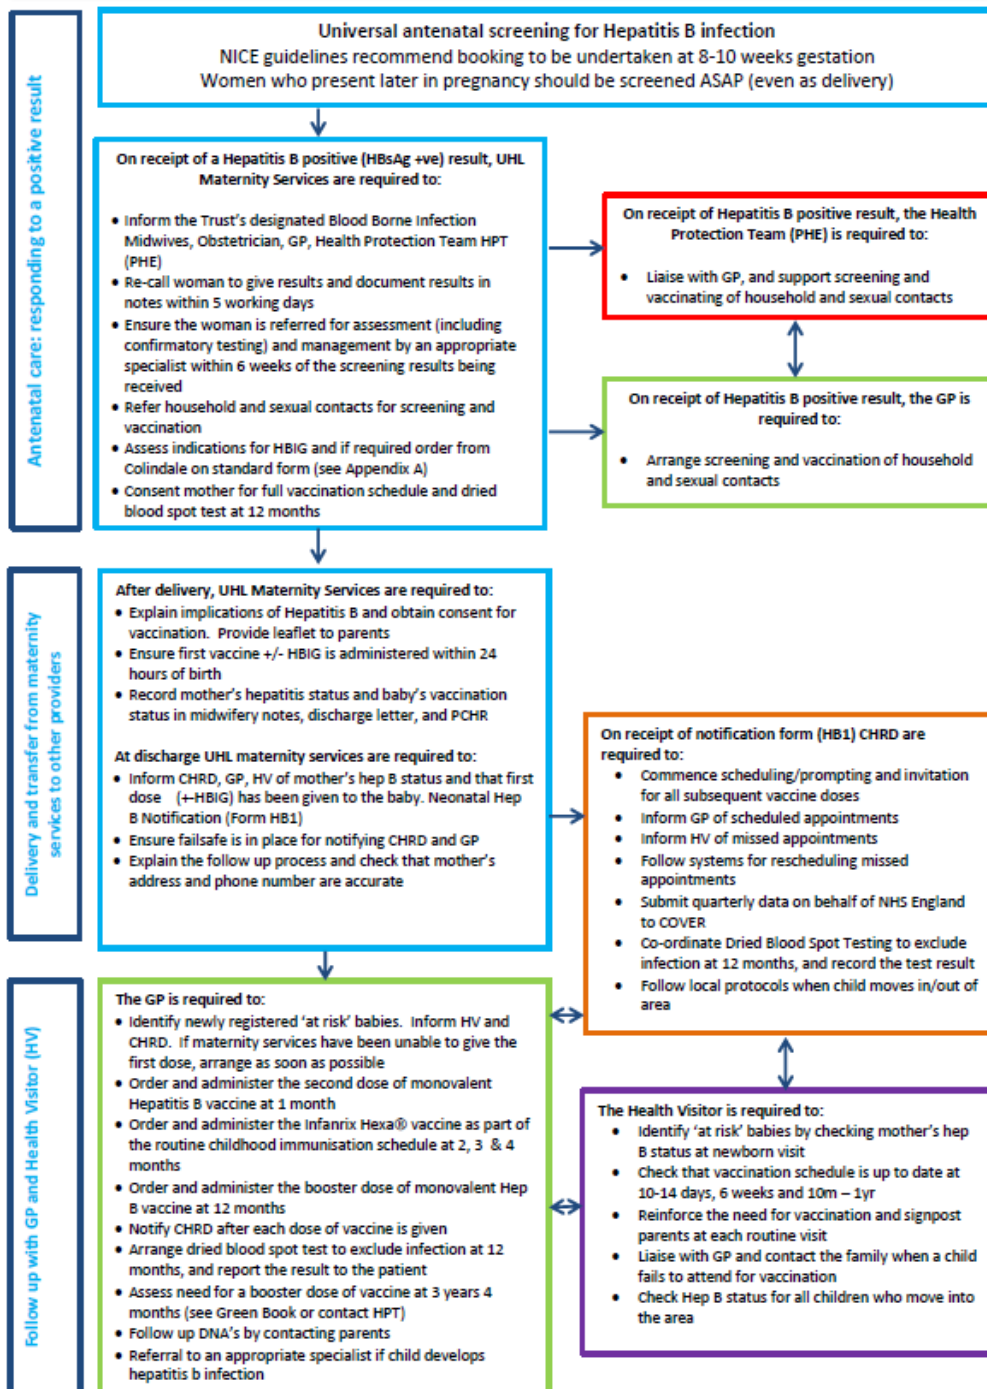 Universal antenatal screening for Hepatitis B infection
NICE guidelines recommend booking to be undertaken at 8-10 weeks gestation
Women who present later in pregnancy should be screened ASAP (even as delivery)
Antenatal care: responding to a positive result
On receipt of a Hepatitis B positive (HBsAg +ve) result, UHL
Maternity Services are required to:
• Inform the Trust's designated Blood Borne Infection
Midwives, Obstetrician, GP, Health Protection Team HPT
(PHE)
• Re-call woman to give results and document results in
notes within 5 working days
• Ensure the woman is referred for assessment (including
confirmatory testing) and management by an appropriate
specialist within 6 weeks of the screening results being
received
• Refer household and sexual contacts for screening and
vaccination
• Assess indications for HBIG and if required order from
Colindale on standard form (see Appendix A)
• Consent mother for full vaccination schedule and dried
blood spot test at 12 months
On receipt of Hepatitis B positive result, the Health
Protection Team (PHE) is required to:
• Liaise with GP, and support screening and
vaccinating of household and sexual contacts
On receipt of Hepatitis B positive result, the GP is
required to:
• Arrange screening and vaccination of household
and sexual contacts
Delivery and transfer from maternity
services to other providers
After delivery, UHL Maternity Services are required to:
• Explain implications of Hepatitis B and obtain consent for
vaccination. Provide leaflet to parents
• Ensure first vaccine +/- HBIG is administered within 24
hours of birth
• Record mother's hepatitis status and baby's vaccination
status in midwifery notes, discharge letter, and PCHR
At discharge UHL maternity services are required to:
• Inform CHRD, GP, HV of mother's hep B status and that first
dose (+-HBIG) has been given to the baby. Neonatal Hep
B Notification (Form HB1)
• Ensure failsafe is in place for notifying CHRD and GP
• Explain the follow up process and check that mother's
address and phone number are accurate
On receipt of notification form (HB1) CHRD are
required to:
• Commence scheduling/prompting and invitation
for all subsequent vaccine doses
• Inform GP of scheduled appointments
• Inform HV of missed appointments
• Follow systems for rescheduling missed
appointments
• Submit quarterly data on behalf of NHS England
to COVER
• Co-ordinate Dried Blood Spot Testing to exclude
infection at 12 months, and record the test result
• Follow local protocols when child moves in/out of
area
Follow up with GP and Health Visitor (HV)
The GP is required to:
• Identify newly registered 'at risk' babies. Inform HV and
CHRD. If maternity services have been unable to give the
first dose, arrange as soon as possible
• Order and administer the second dose of monovalent
Hepatitis B vaccine at 1 month
• Order and administer the Infanrix Hexa® vaccine as part of
the routine childhood immunisation schedule at 2, 3 & 4
months
• Order and administer the booster dose of monovalent Hep
B vaccine at 12 months
• Notify CHRD after each dose of vaccine is given
• Arrange dried blood spot test to exclude infection at 12
months, and report the result to the patient
• Assess need for a booster dose of vaccine at 3 years 4
months (see Green Book or contact HPT)
• Follow up DNA's by contacting parents
• Referral to an appropriate specialist if child develops
hepatitis b infection
The Health Visitor is required to:
• Identify 'at risk' babies by checking mother's hep
B status at newborn visit
• Check that vaccination schedule is up to date at
10-14 days, 6 weeks and 10m – 1yr
• Reinforce the need for vaccination and signpost
parents at each routine visit
• Liaise with GP and contact the family when a child
fails to attend for vaccination
• Check Hep B status for all children who move into
the area